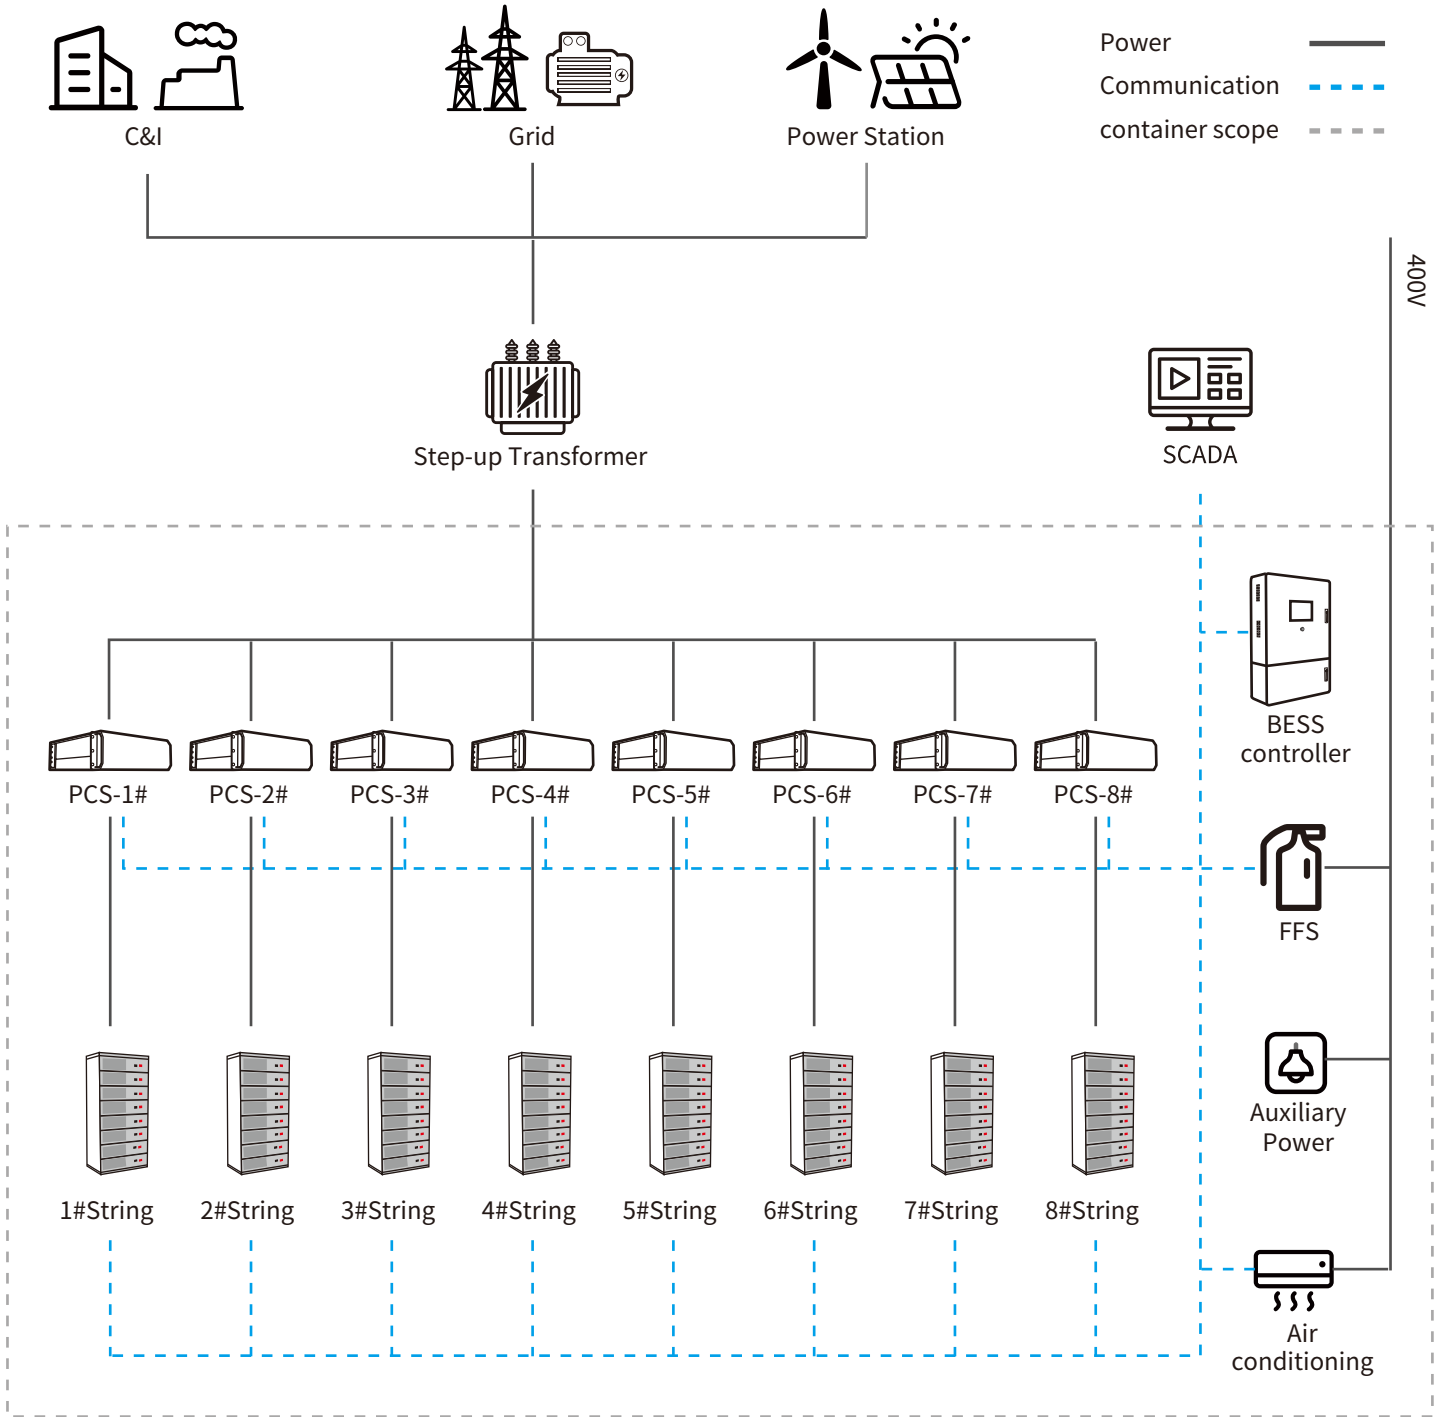 C&I
Grid
Power Station
Power
Communication
container scope
400V
Step-up Transformer
SCADA
BESS
controller
PCS-1#
PCS-2#
PCS-3#
PCS-4#
PCS-5#
PCS-6#
PCS-7#
PCS-8#
FFS
Auxiliary
Power
1#String
2#String
3#String
4#String
5#String
6#String
7#String
8#String
Air
conditioning